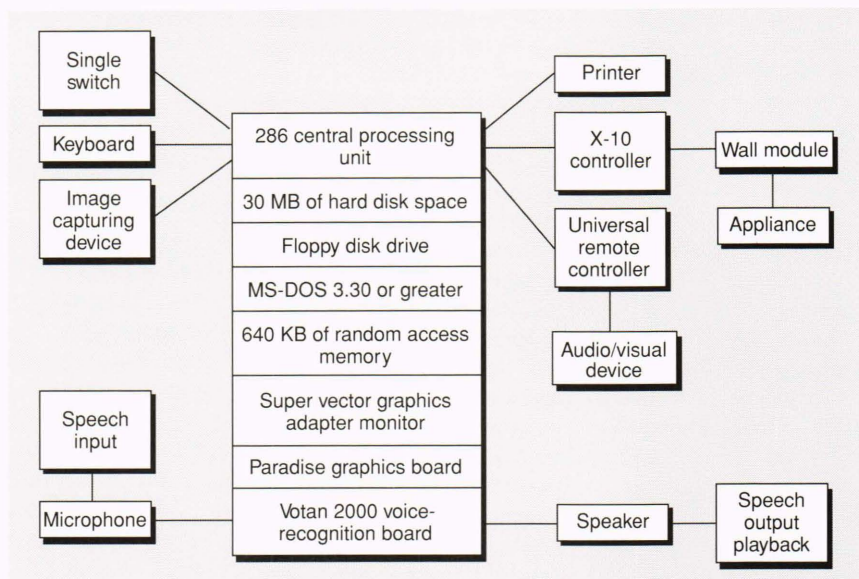 Single
switch
Keyboard
Image
capturing
device
Speech
input
Microphone
286 central processing
unit
30 MB of hard disk space
Floppy disk drive
MS-DOS 3.30 or greater
640 KB of random access
memory
Super vector graphics
adapter monitor
Paradise graphics board
Votan 2000 voice-
recognition board
Printer
X-10
controller
Wall module
Appliance
Universal
remote
controller
Audio/visual
device
Speaker
Speech
output
playback